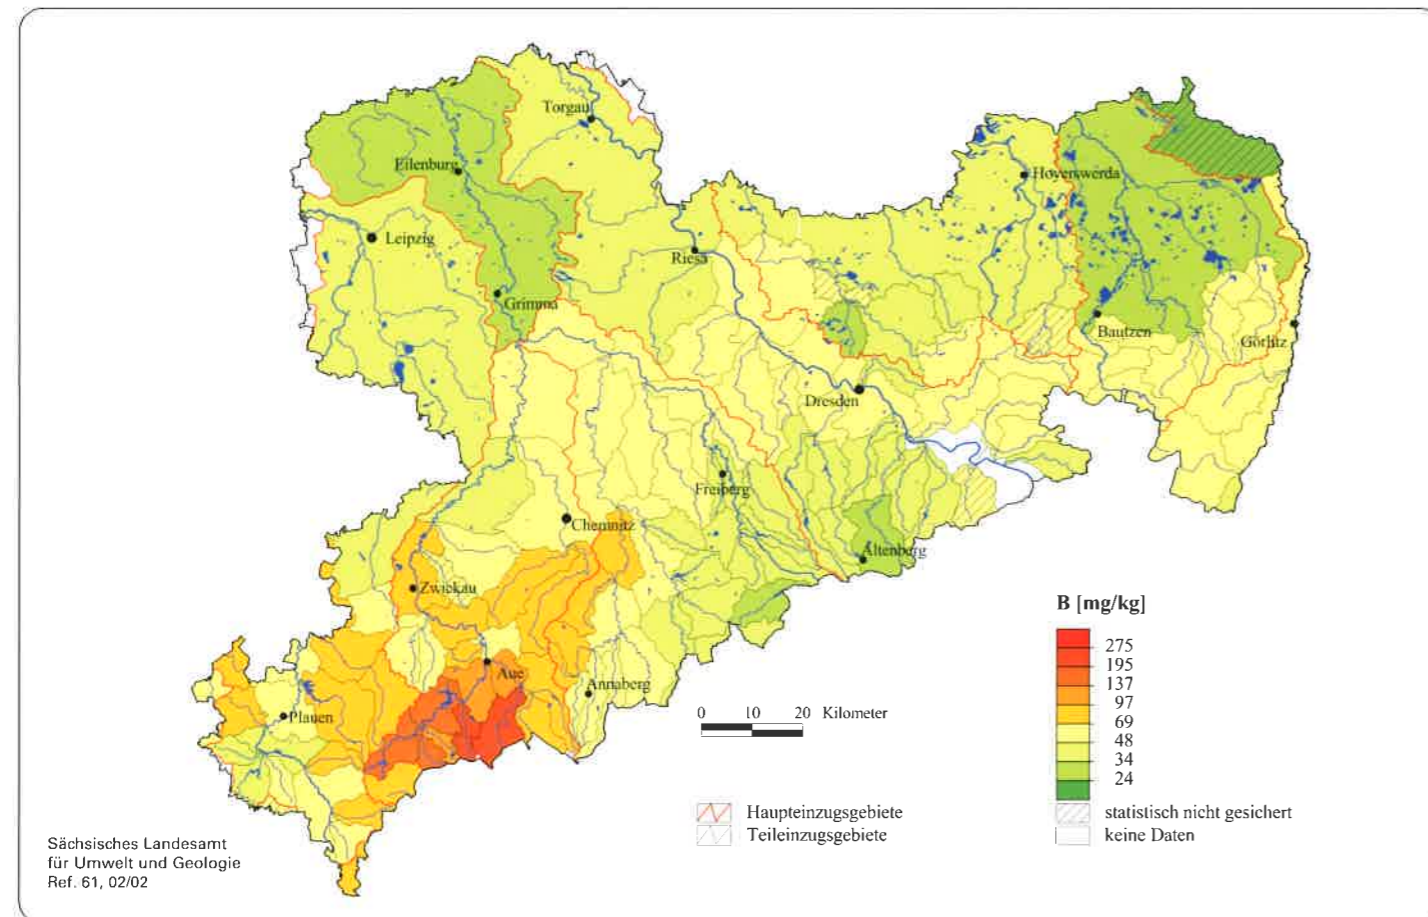 Torgau
Eilenburg
Hoyerswerda
Leipzig
Riesa
Grimma
Bautzen
Görlitz
Dresden
Freiberg
Chemnitz
Altenberg
Zwickau
B [mg/kg]
275
195
137
97
69
48
34
24
Aue
Annaberg
Plauen
0 10 20 Kilometer
Haupteinzugsgebiete
Teileinzugsgebiete
statistisch nicht gesichert
keine Daten
Sächsisches Landesamt
für Umwelt und Geologie
Ref. 61, 02/02